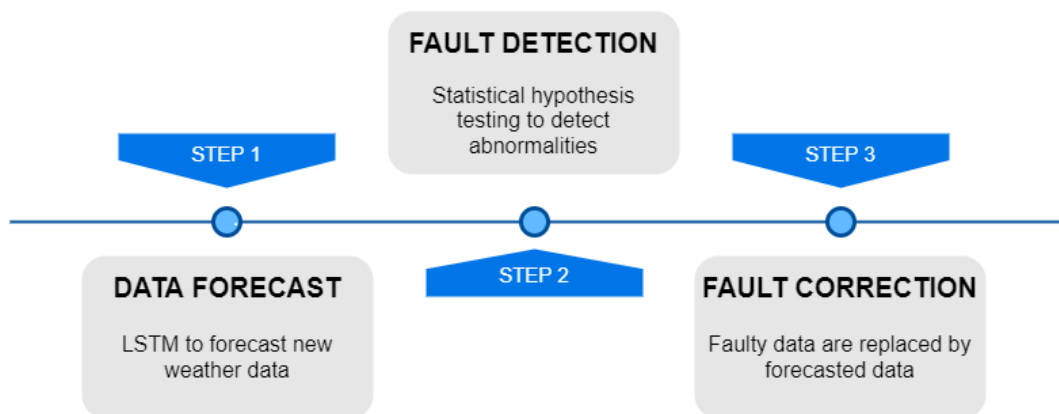 STEP 1
DATA FORECAST
LSTM to forecast new
weather data
FAULT DETECTION
Statistical hypothesis
testing to detect
abnormalities
STEP 2
STEP 3
FAULT CORRECTION
Faulty data are replaced by
forecasted data